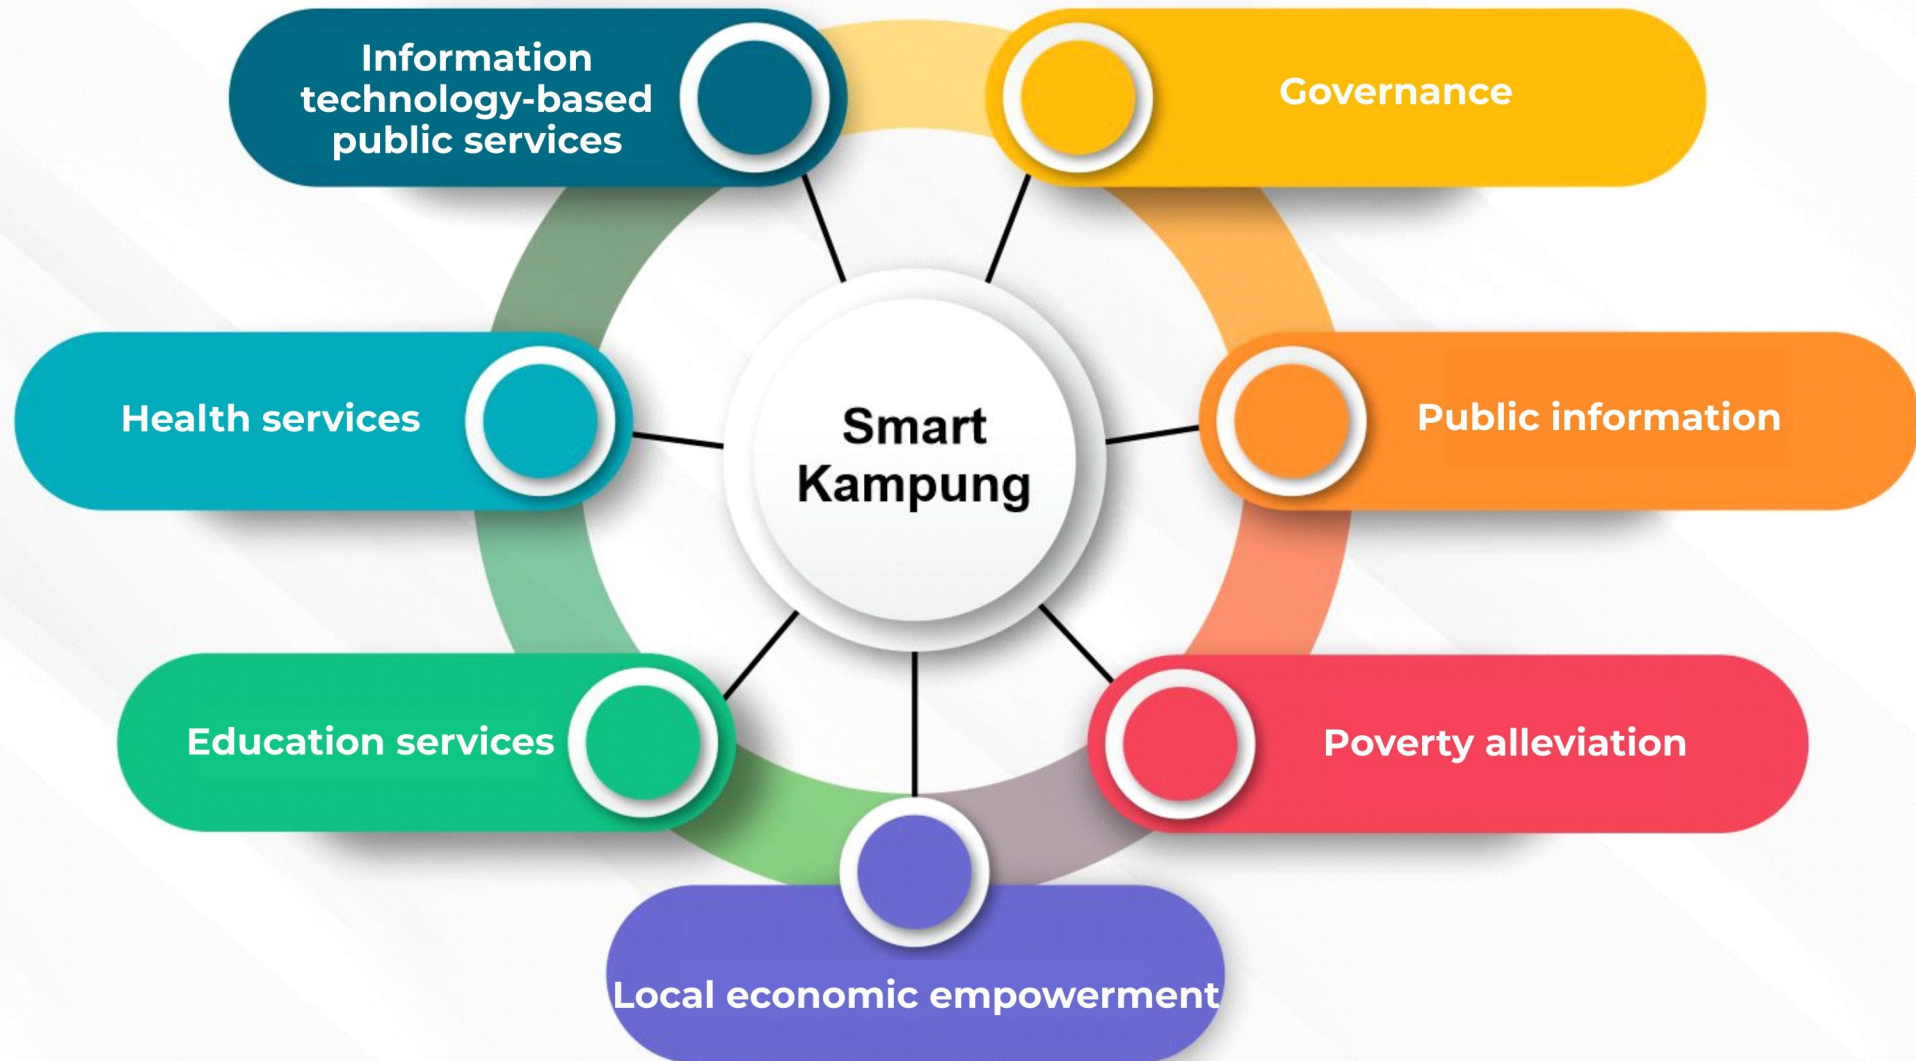 Information
technology-based
public services
Governance
Health services
Smart
Kampung
Public information
Education services
Poverty alleviation
Local economic empowerment